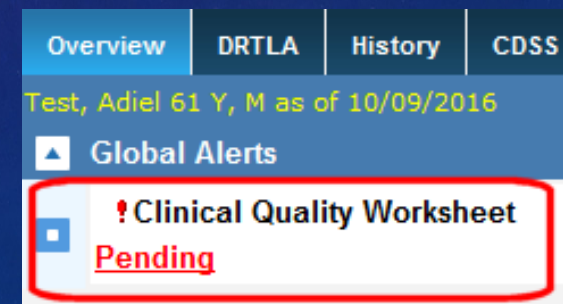 Overview DRTLA History CDSS
Test, Adiel 61 Y, M as of 10/09/2016
Global Alerts
!Clinical Quality Worksheet
Pending